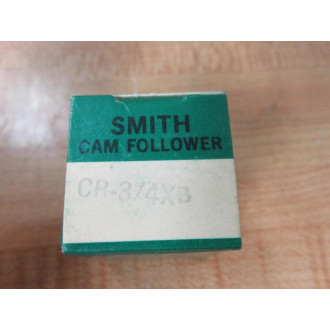 SMITH
CAM FOLLOWER
CR-3/4XB